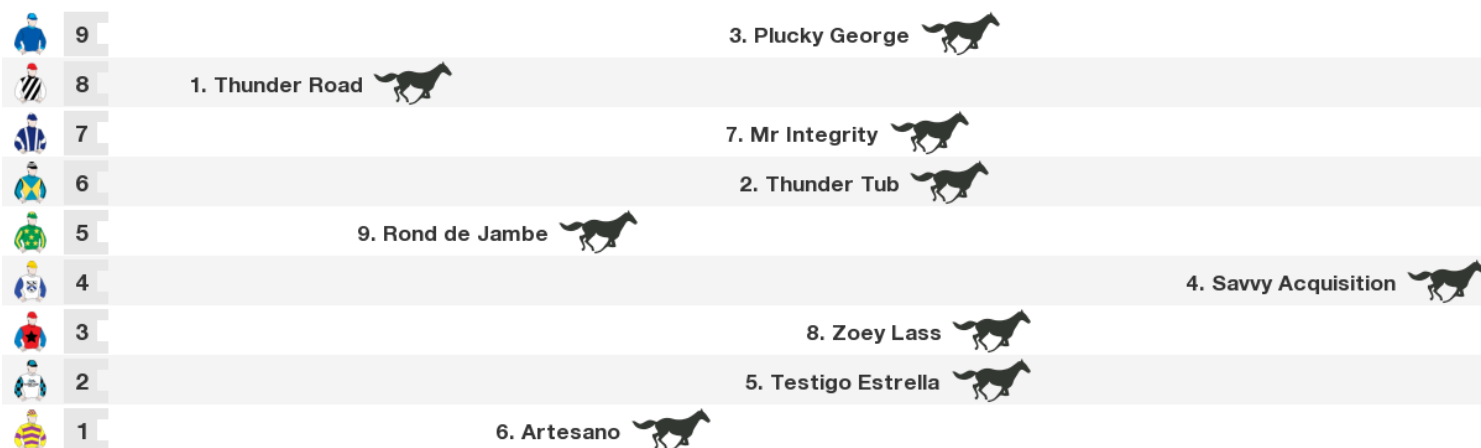 9 3. Plucky George
8 1. Thunder Road
7 7. Mr Integrity
6 2. Thunder Tub
5 9. Rond de Jambe
4 4. Savvy Acquisition
3 8. Zoey Lass
2 5. Testigo Estrella
1 6. Artesano